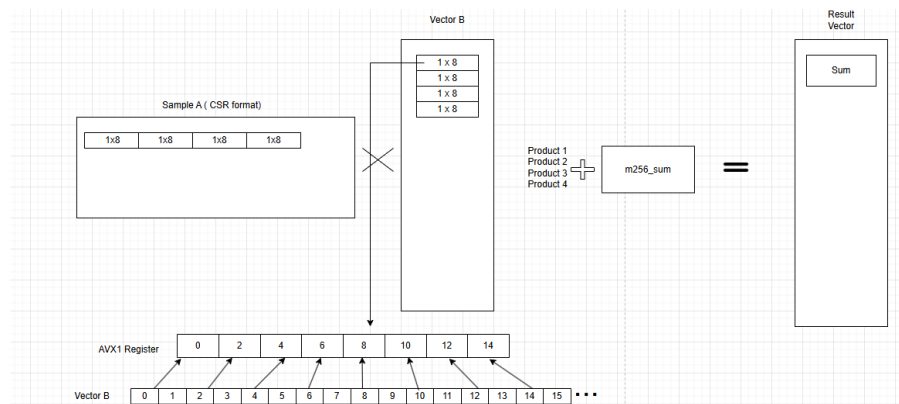 Vector B
Result
Vector
1 x 8
1 x 8
1 x 8
1 x 8
Sum
Sample A ( CSR format)
1x8 1x8 1x8 1x8
Product 1
Product 2
Product 3
Product 4
m256_sum
=
AVX1 Register 0 2 4 6 8 10 12 14
Vector B 0 1 2 3 4 5 6 7 8 9 10 11 12 13 14 15 ...